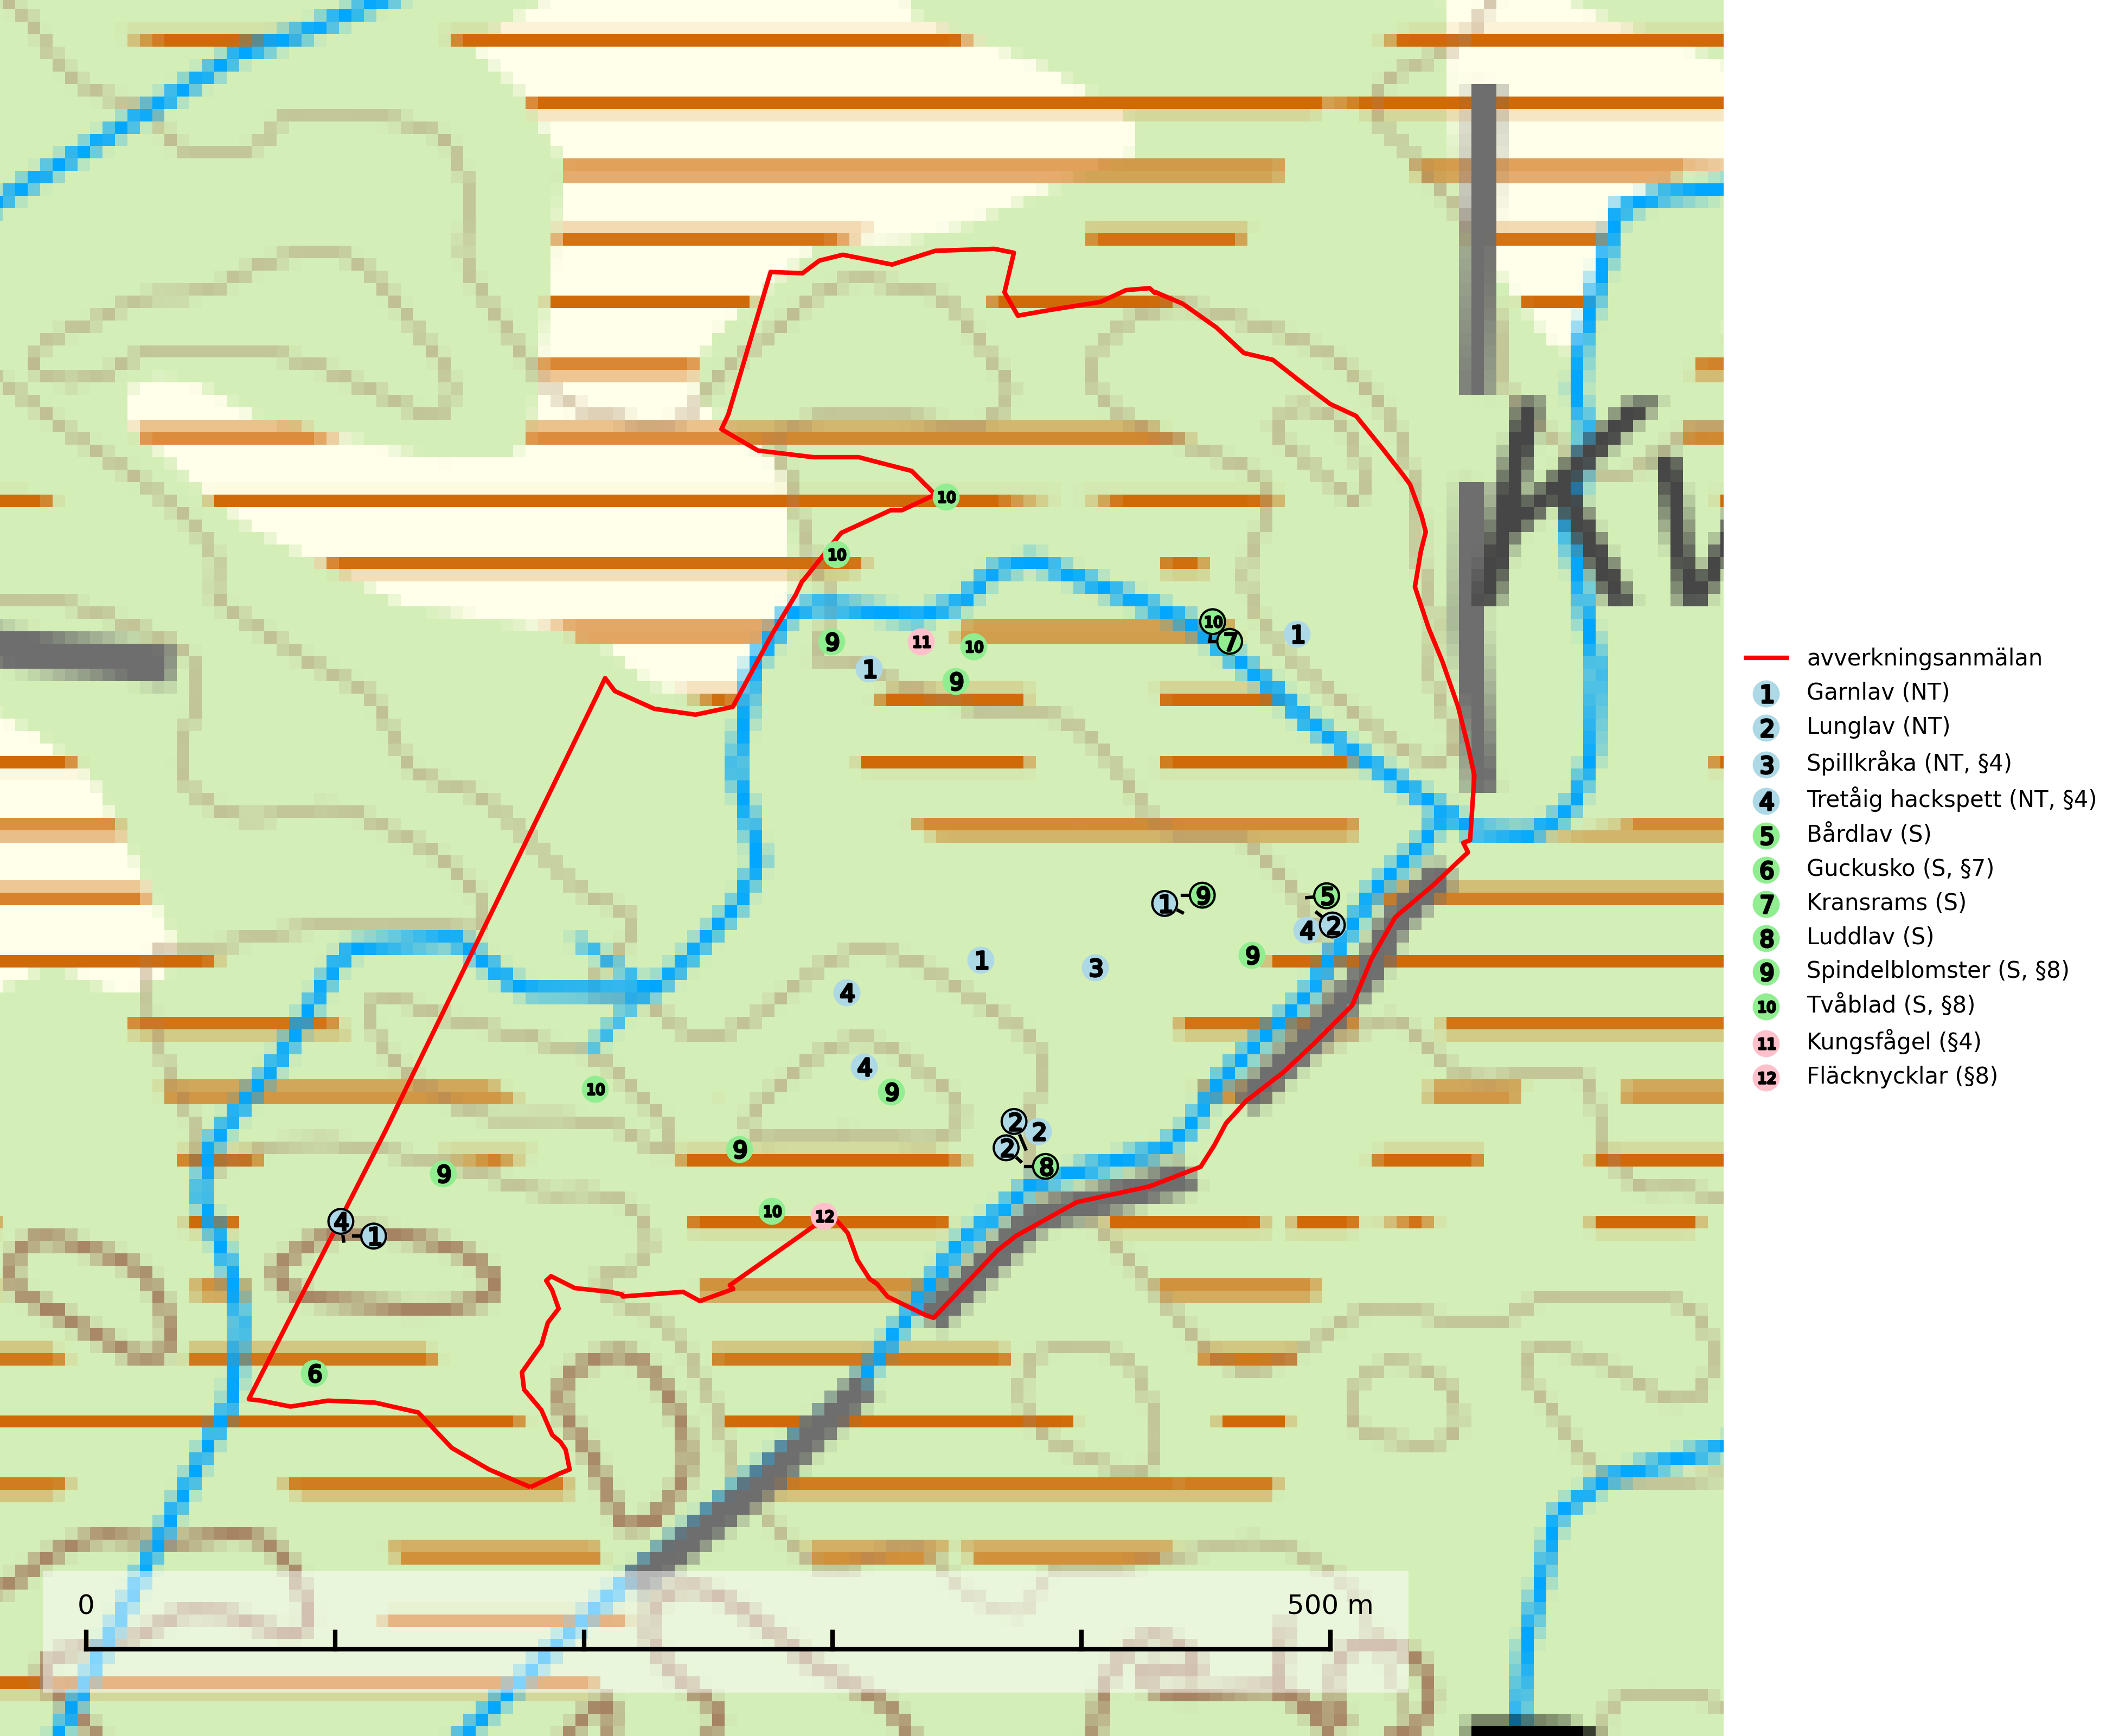 K
10
10
10
7
1
9
11
10
1
9
1
9
5
4
2
9
1
3
4
4
9
10
2
2
2
8
9
9
10
12
4
1
6
0
500 m
avverkningsanmälan
1 Garnlav (NT)
2 Lunglav (NT)
3 Spillkråka (NT, §4)
4 Tretåig hackspett (NT, §4)
5 Bårdlav (S)
6 Guckusko (S, §7)
7 Kransrams (S)
8 Luddlav (S)
9 Spindelblomster (S, §8)
10 Tvåblad (S, §8)
11 Kungsfågel (§4)
12 Fläcknycklar (§8)